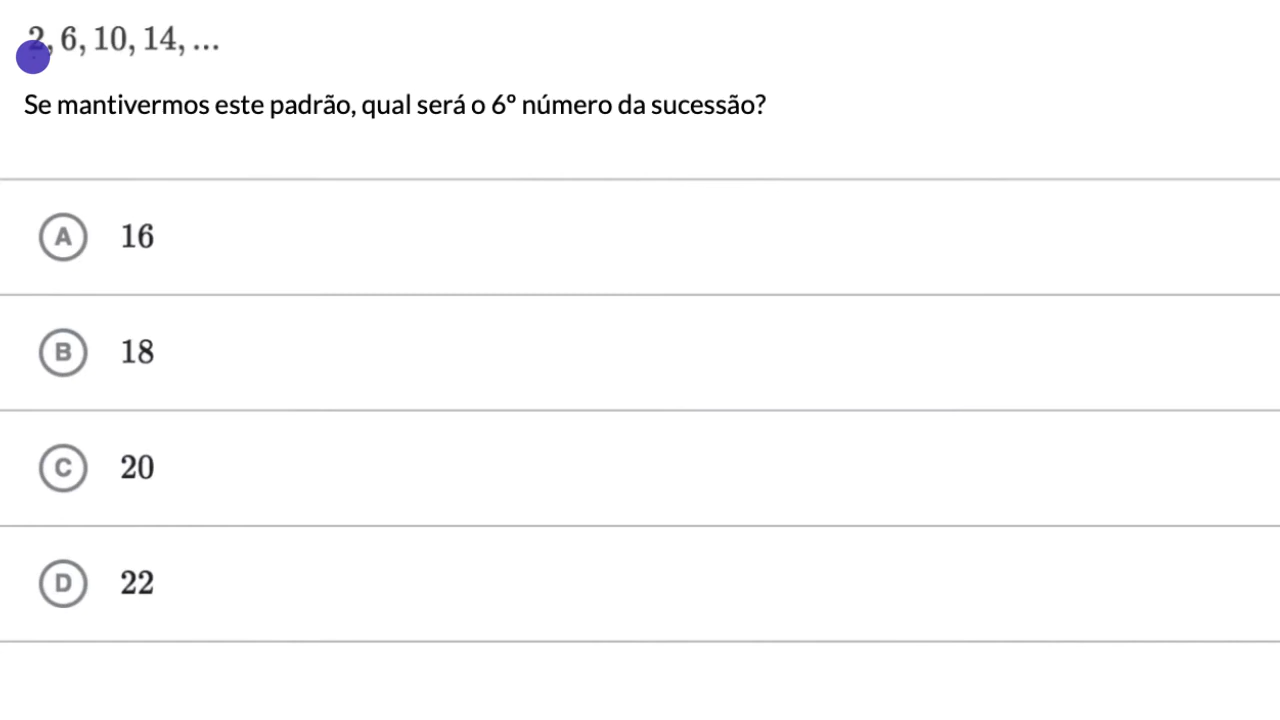 2, 6, 10, 14, ...
Se mantivermos este padrão, qual será o 6º número da sucessão?
A 16
B 18
C 20
D 22